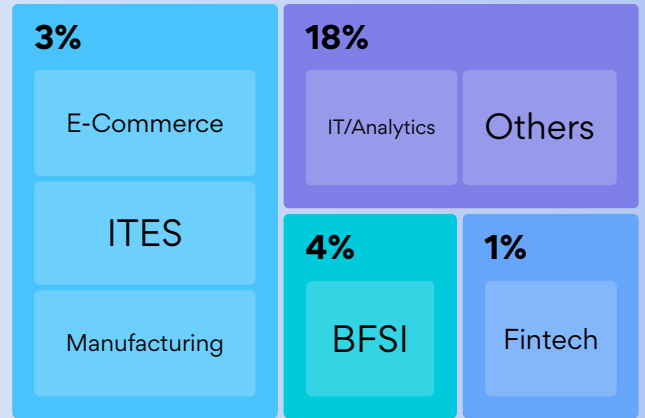 3%
E-Commerce
ITES
Manufacturing
18%
IT/Analytics
Others
4%
BFSI
1%
Fintech